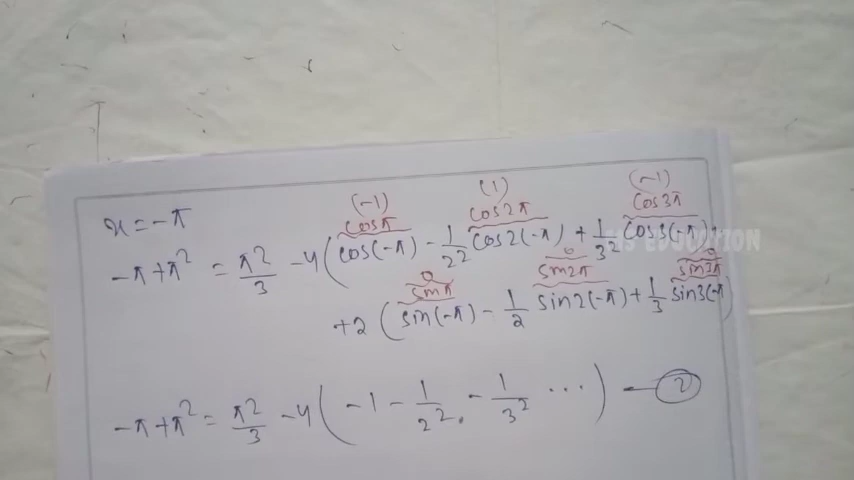 x = -π
(-1) (1) (-1)
cosπ cos2π cos3π
-π+π² = π²/3 -4(cos(-π) - 1/2² cos2(-π) + 1/3² cos3(-π).
0 0 0
sinπ sin2π sin3π
+2(sin(-π) - 1/2 sin2(-π) + 1/3 sin3(-π)
-π+π² = π²/3 -4(-1 - 1/2² - 1/3² ...) — 2
EDUCATION